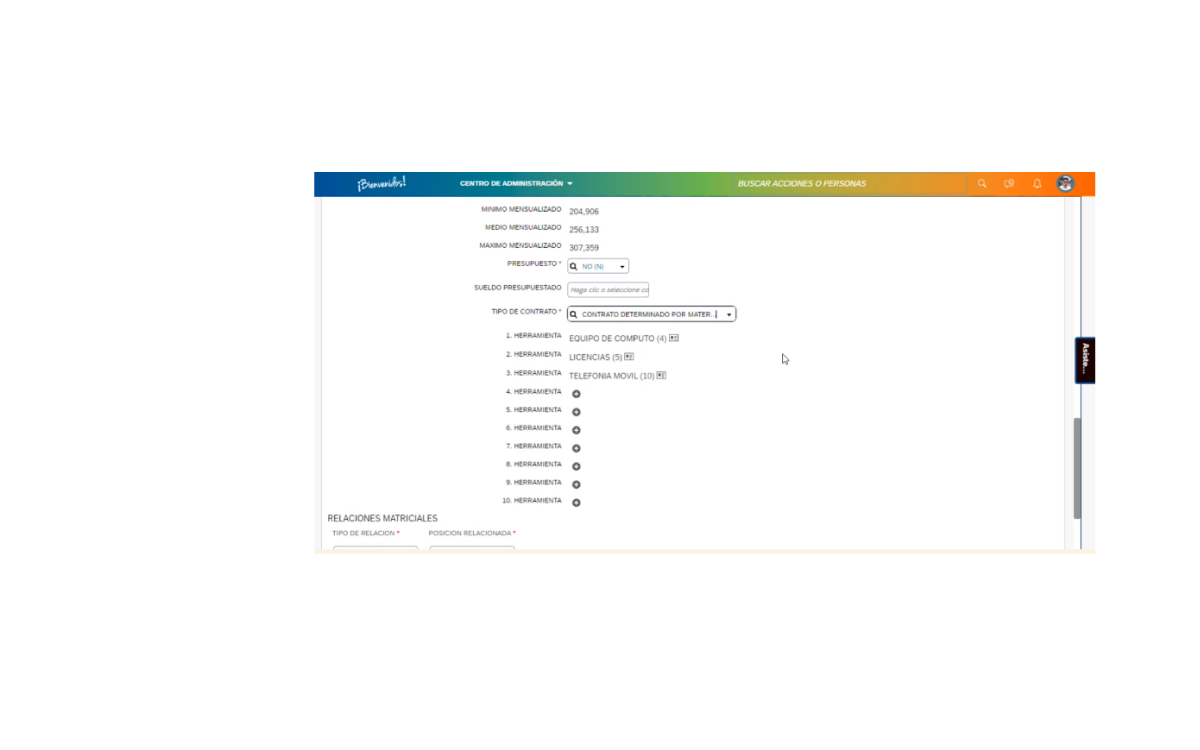 ¡Bienvenidos!
CENTRO DE ADMINISTRACIÓN
BUSCAR ACCIONES O PERSONAS
MINIMO MENSUALIZADO 204,906
MEDIO MENSUALIZADO 256,133
MAXIMO MENSUALIZADO 307,359
PRESUPUESTO * NO (N)
SUELDO PRESUPUESTADO Haga clic o seleccione co
TIPO DE CONTRATO * CONTRATO DETERMINADO POR MATER...
1. HERRAMIENTA EQUIPO DE COMPUTO (4)
2. HERRAMIENTA LICENCIAS (5)
3. HERRAMIENTA TELEFONIA MOVIL (10)
4. HERRAMIENTA
5. HERRAMIENTA
6. HERRAMIENTA
7. HERRAMIENTA
8. HERRAMIENTA
9. HERRAMIENTA
10. HERRAMIENTA
RELACIONES MATRICIALES
TIPO DE RELACION * POSICION RELACIONADA *
Asiste...